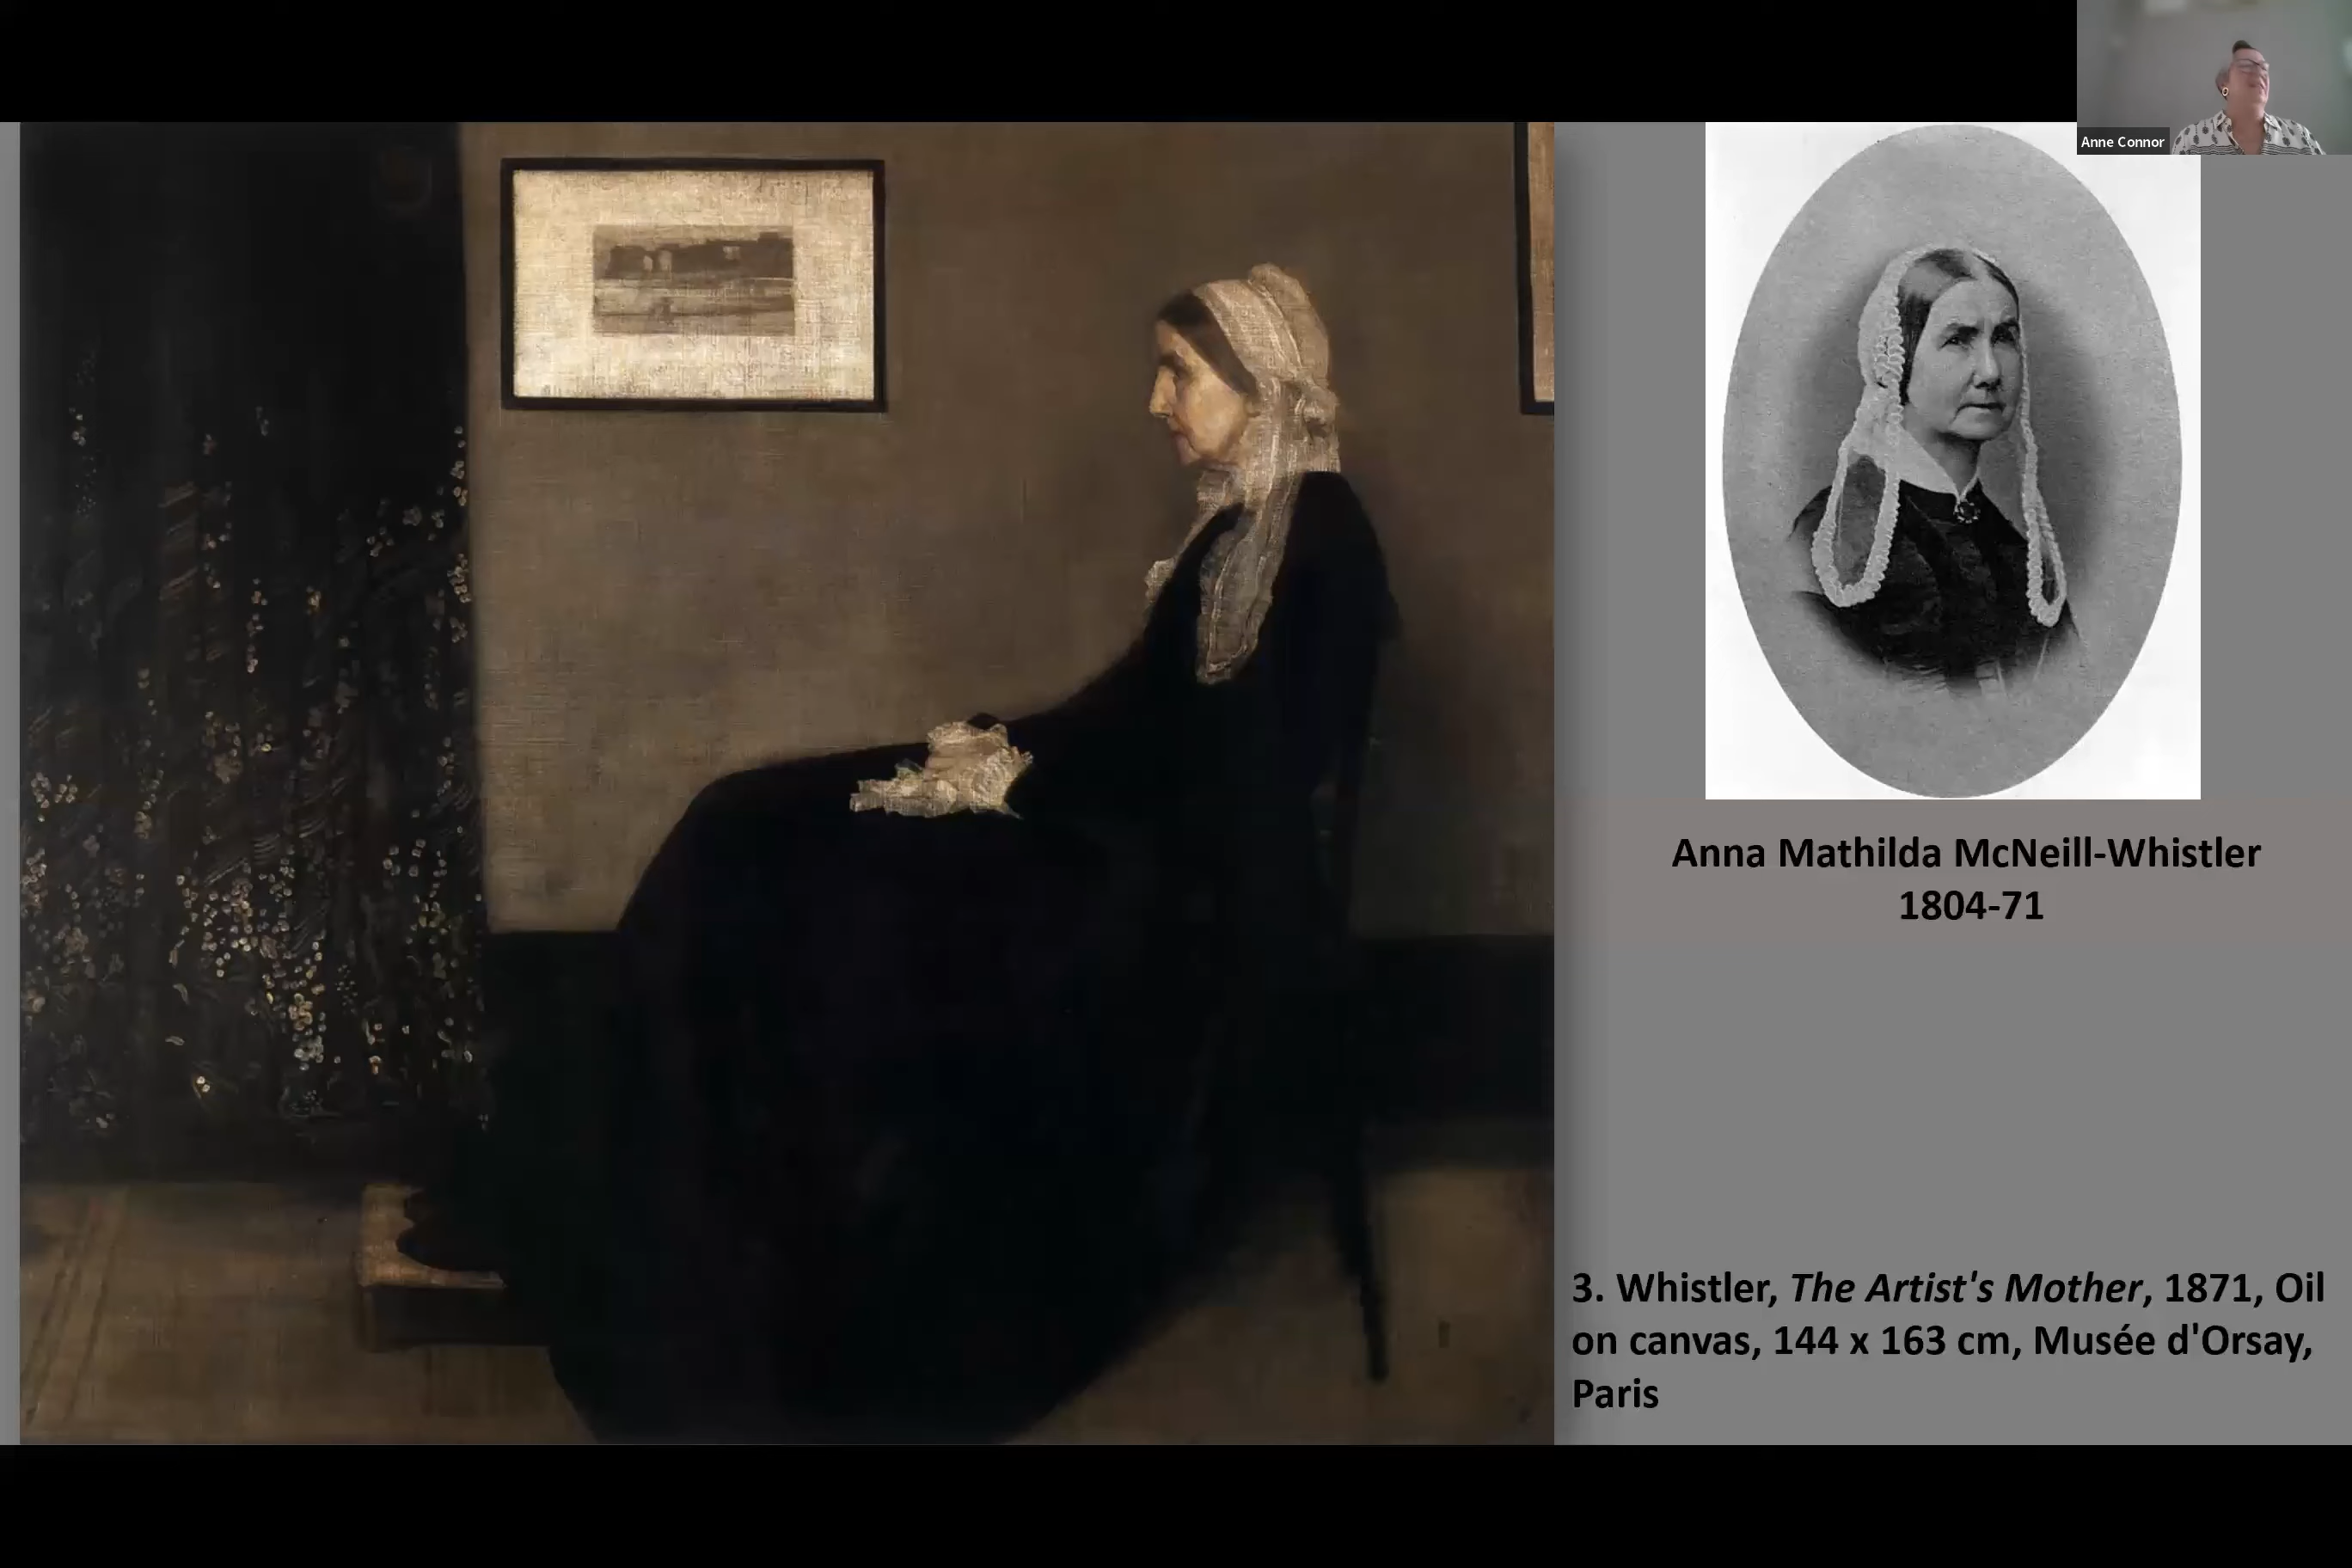 Anne Connor
Anna Mathilda McNeill-Whistler
1804-71
3. Whistler, The Artist's Mother, 1871, Oil
on canvas, 144 x 163 cm, Musée d'Orsay,
Paris